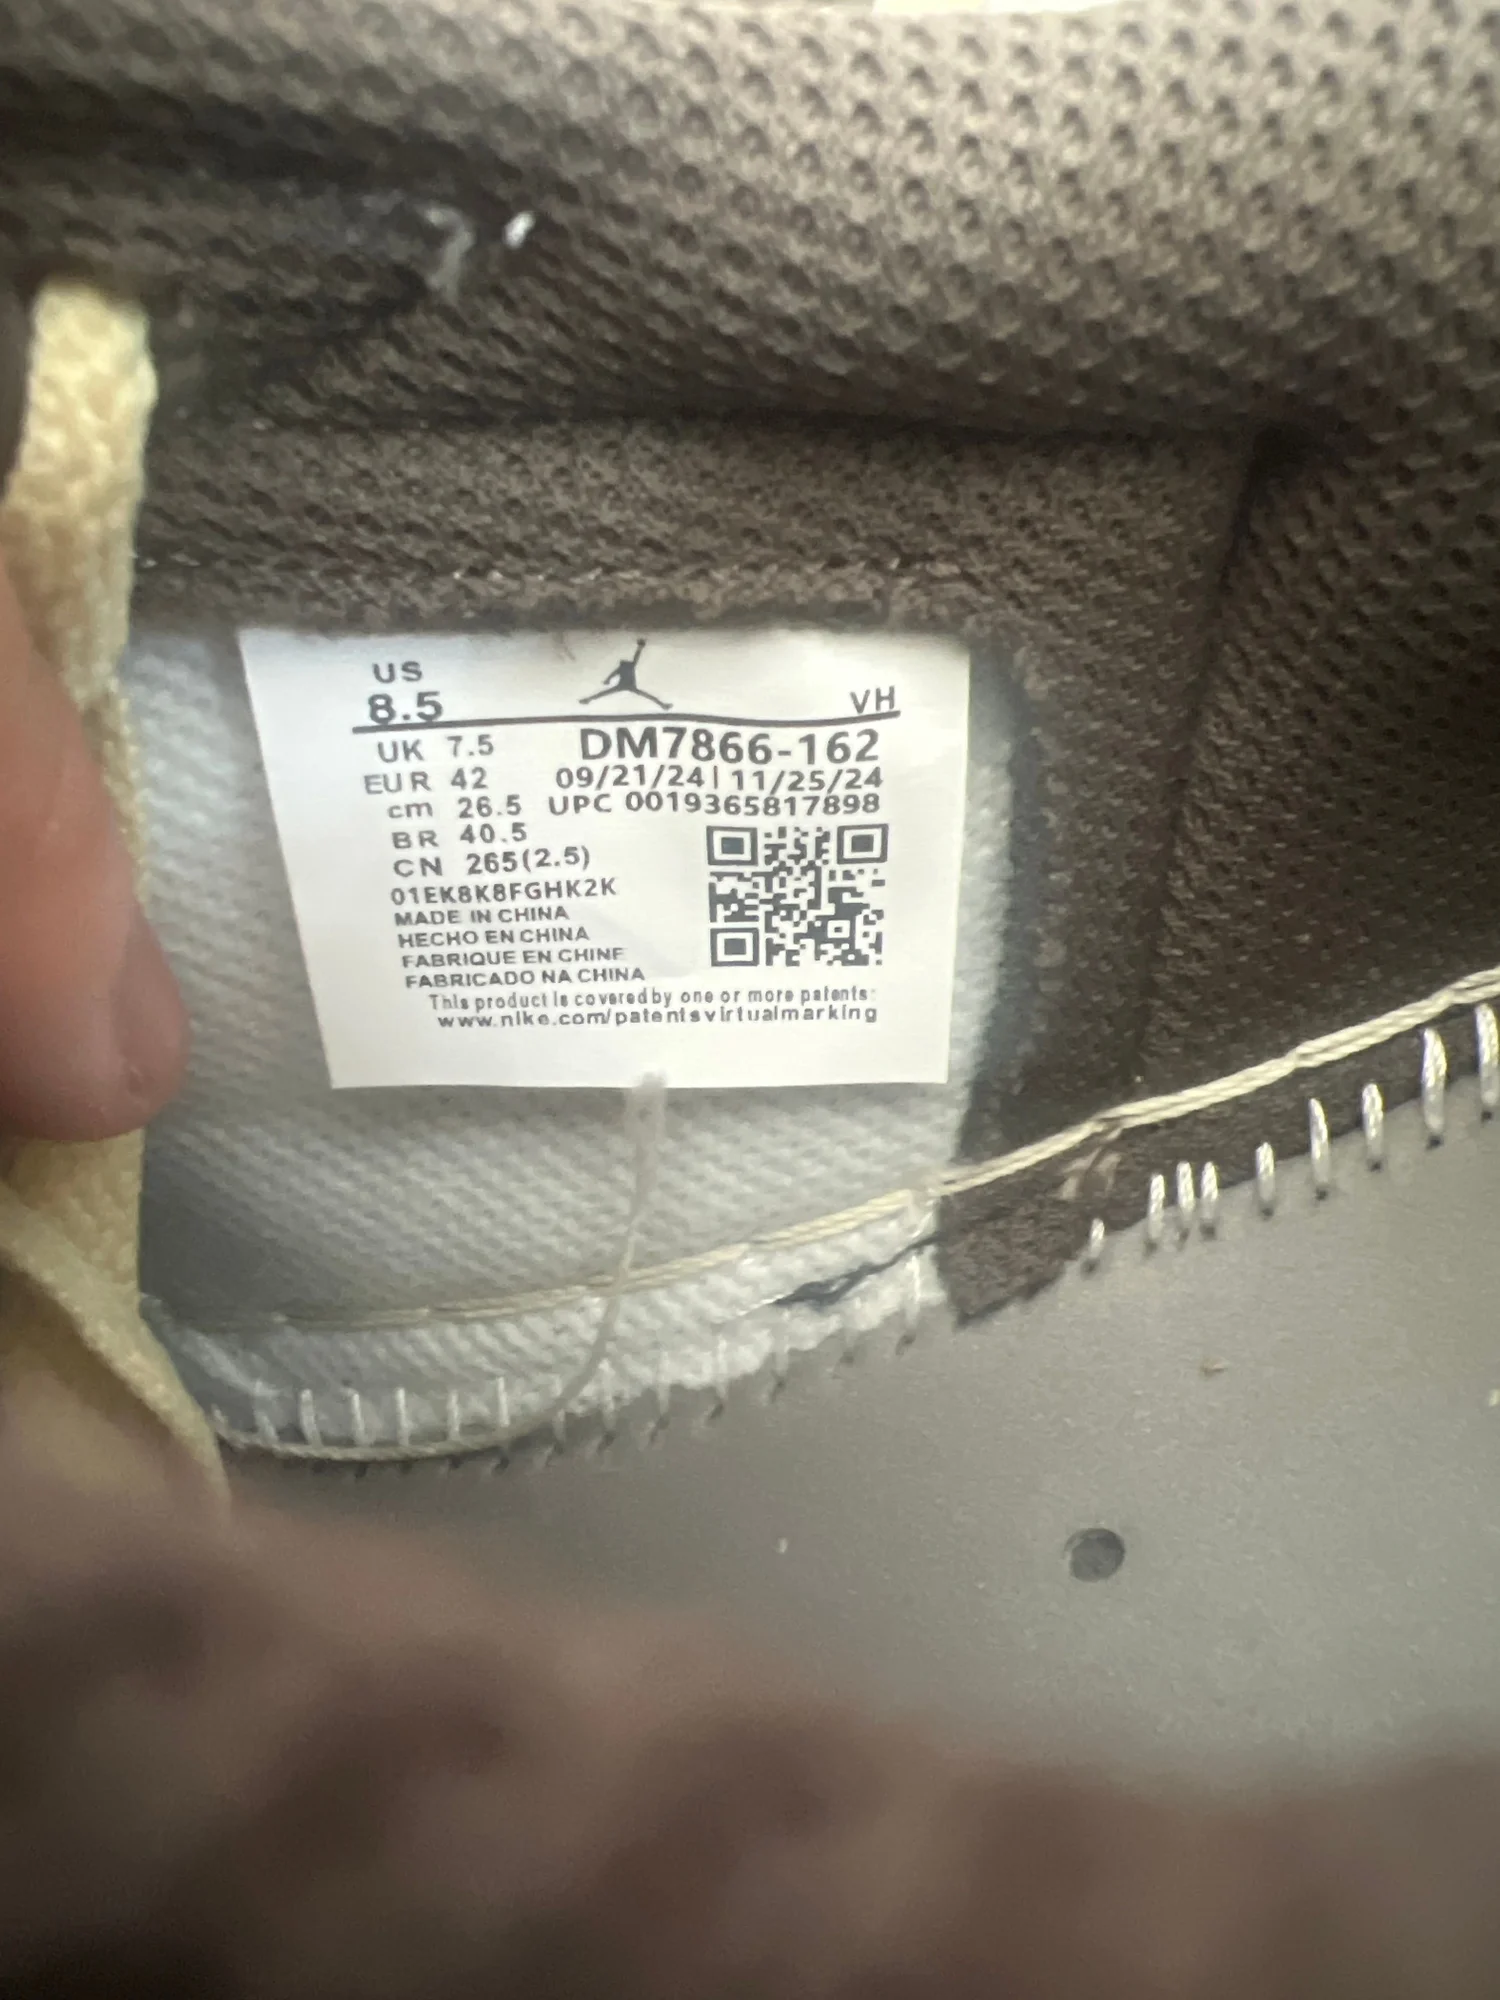 US
8.5
VH
UK 7.5 DM7866-162
EUR 42 09/21/24 | 11/25/24
cm 26.5 UPC 0019365817898
BR 40.5
CN 265(2.5)
01EK8K8FGHK2K
MADE IN CHINA
HECHO EN CHINA
FABRIQUE EN CHINE
FABRICADO NA CHINA
This product is covered by one or more patents:
www.nike.com/patentsvirtualmarking